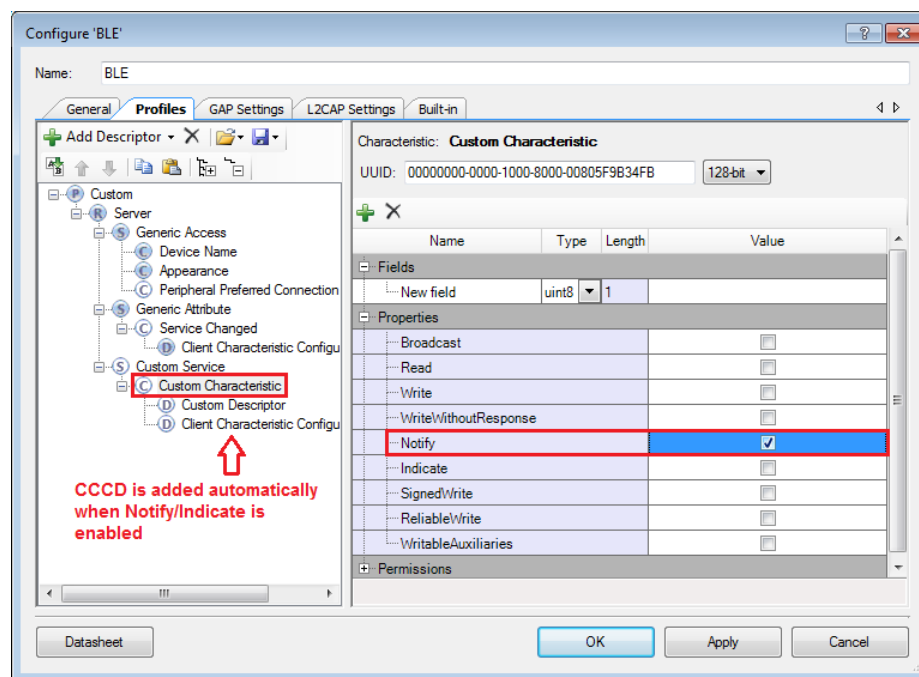 Configure 'BLE'
Name: BLE
General Profiles GAP Settings L2CAP Settings Built-in
Add Descriptor
Custom
Server
Generic Access
Device Name
Appearance
Peripheral Preferred Connection
Generic Attribute
Service Changed
Client Characteristic Configu
Custom Service
Custom Characteristic
Custom Descriptor
Client Characteristic Configu
CCCD is added automatically
when Notify/Indicate is
enabled
Characteristic: Custom Characteristic
UUID: 00000000-0000-1000-8000-00805F9B34FB 128-bit
Name Type Length Value
Fields
New field uint8 1
Properties
Broadcast
Read
Write
WriteWithoutResponse
Notify
Indicate
SignedWrite
ReliableWrite
WritableAuxiliaries
Permissions
Datasheet OK Apply Cancel